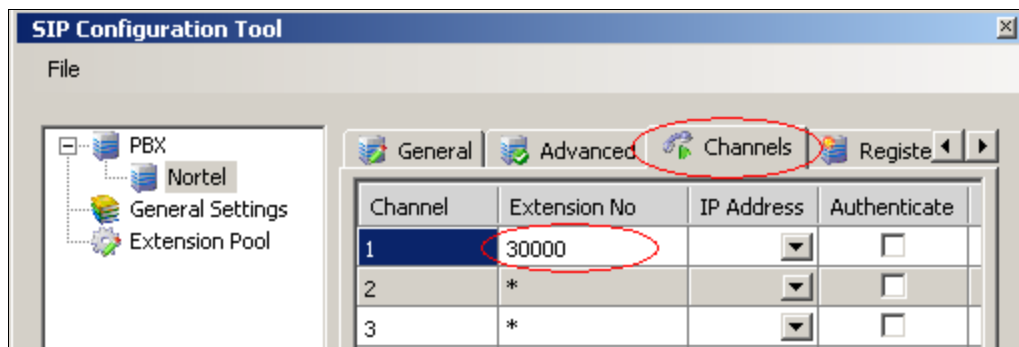 SIP Configuration Tool
File
PBX
Nortel
General Settings
Extension Pool
General Advanced Channels Registe
Channel Extension No IP Address Authenticate
1 30000
2 *
3 *